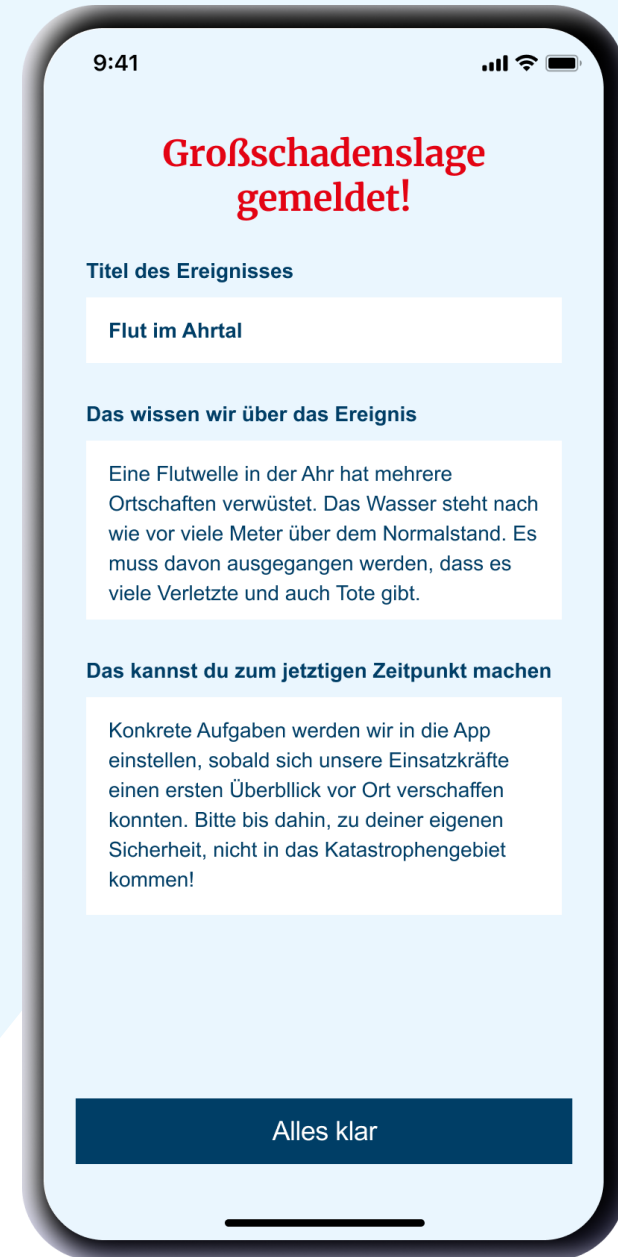 9:41
Großschadenslage
gemeldet!
Titel des Ereignisses
Flut im Ahrtal
Das wissen wir über das Ereignis
Eine Flutwelle in der Ahr hat mehrere
Ortschaften verwüstet. Das Wasser steht nach
wie vor viele Meter über dem Normalstand. Es
muss davon ausgegangen werden, dass es
viele Verletzte und auch Tote gibt.
Das kannst du zum jetztigen Zeitpunkt machen
Konkrete Aufgaben werden wir in die App
einstellen, sobald sich unsere Einsatzkräfte
einen ersten Überbllick vor Ort verschaffen
konnten. Bitte bis dahin, zu deiner eigenen
Sicherheit, nicht in das Katastrophengebiet
kommen!
Alles klar